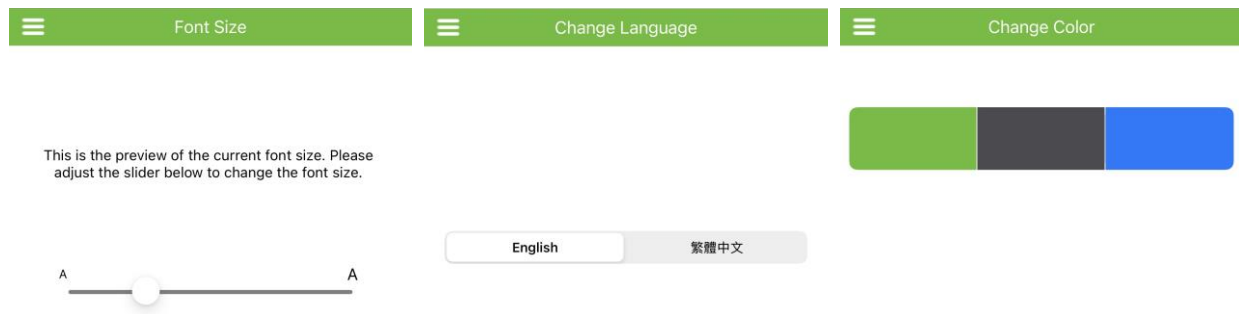 Font Size
This is the preview of the current font size. Please
adjust the slider below to change the font size.
A
A
Change Language
English
繁體中文
Change Color